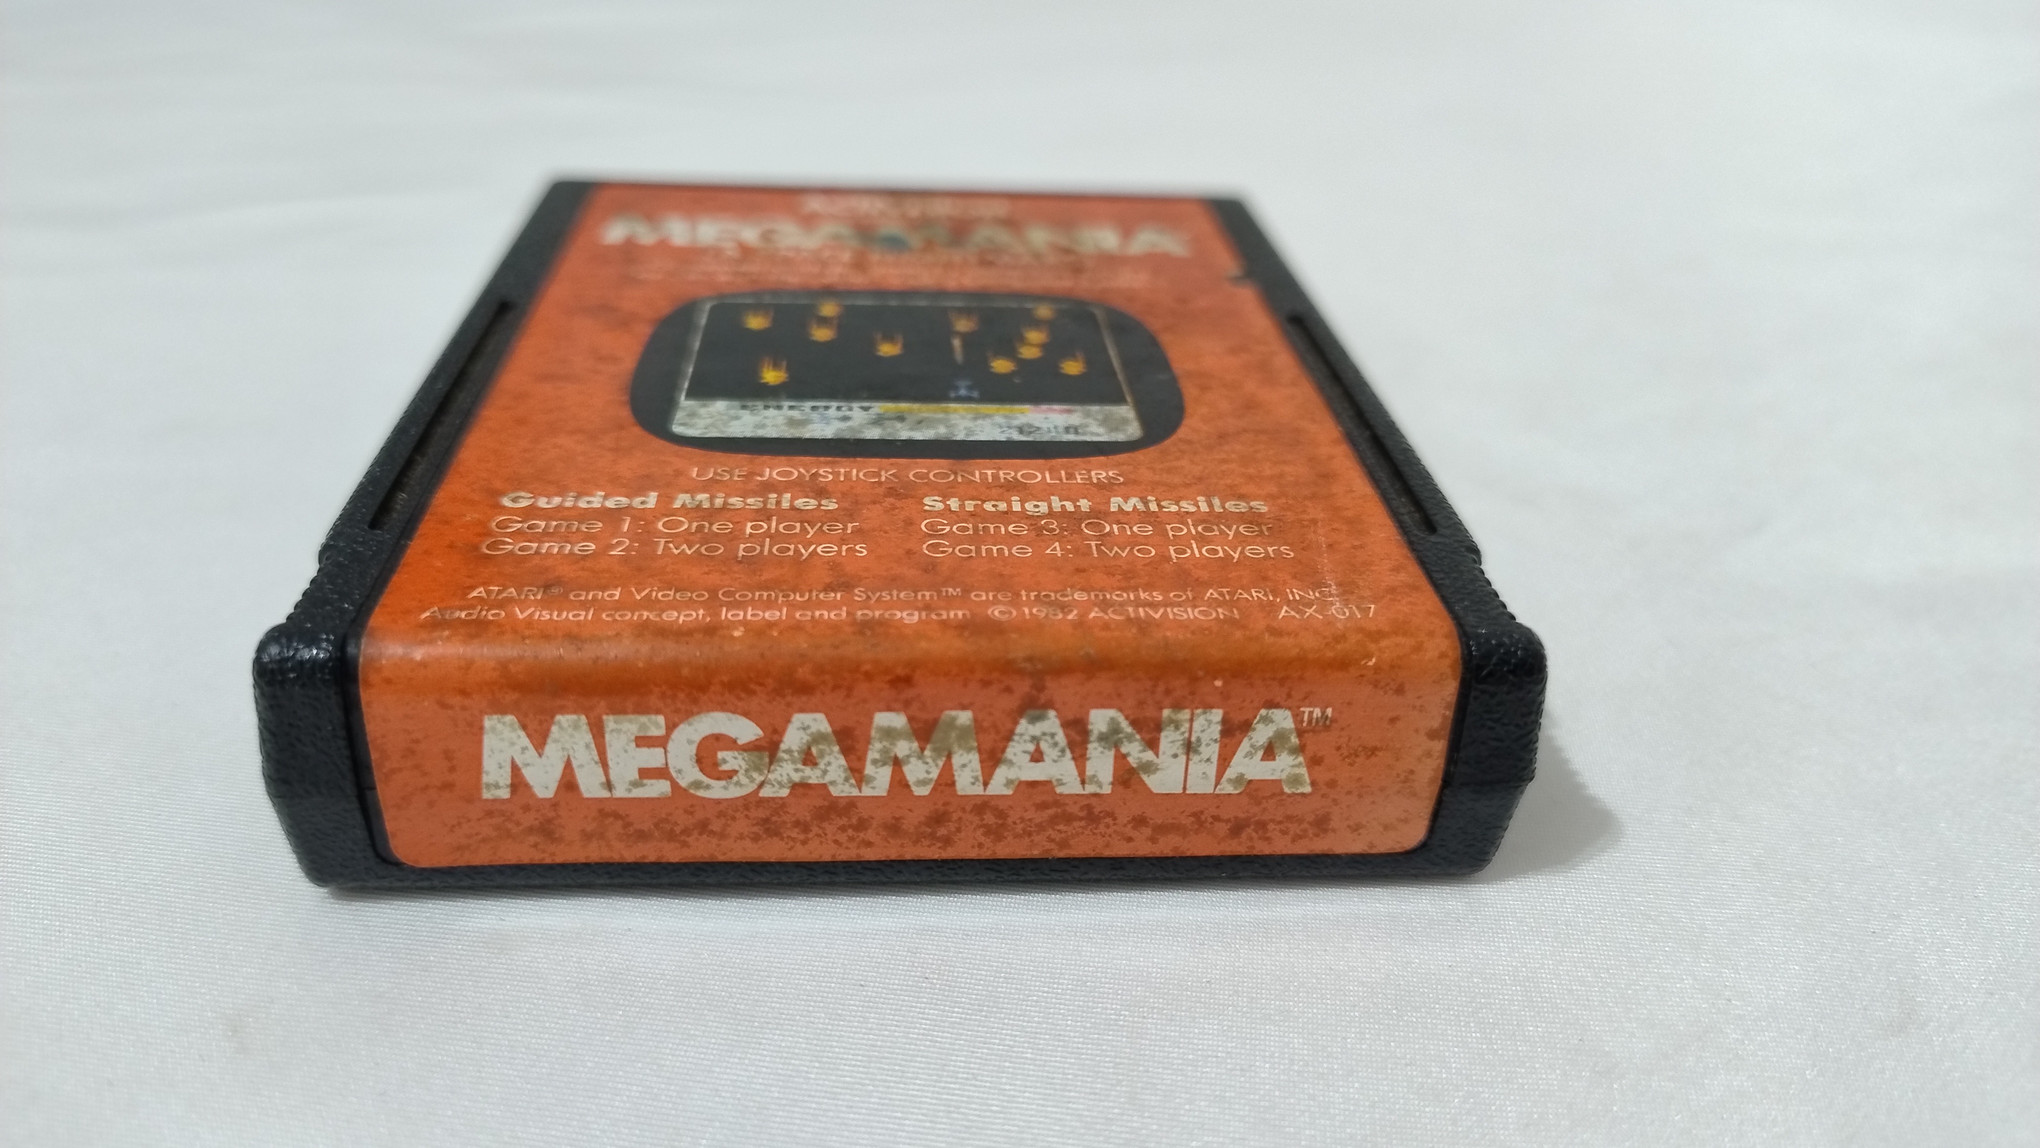 MEGAMANIA
ENERGY
USE JOYSTICK CONTROLLERS
Guided Missiles
Game 1: One player
Game 2: Two players
Straight Missiles
Game 3: One player
Game 4: Two players
ATARI® and Video Computer System™ are trademarks of ATARI, INC.
Audio Visual concept, label and program © 1982 ACTIVISION AX-017
MEGAMANIA™